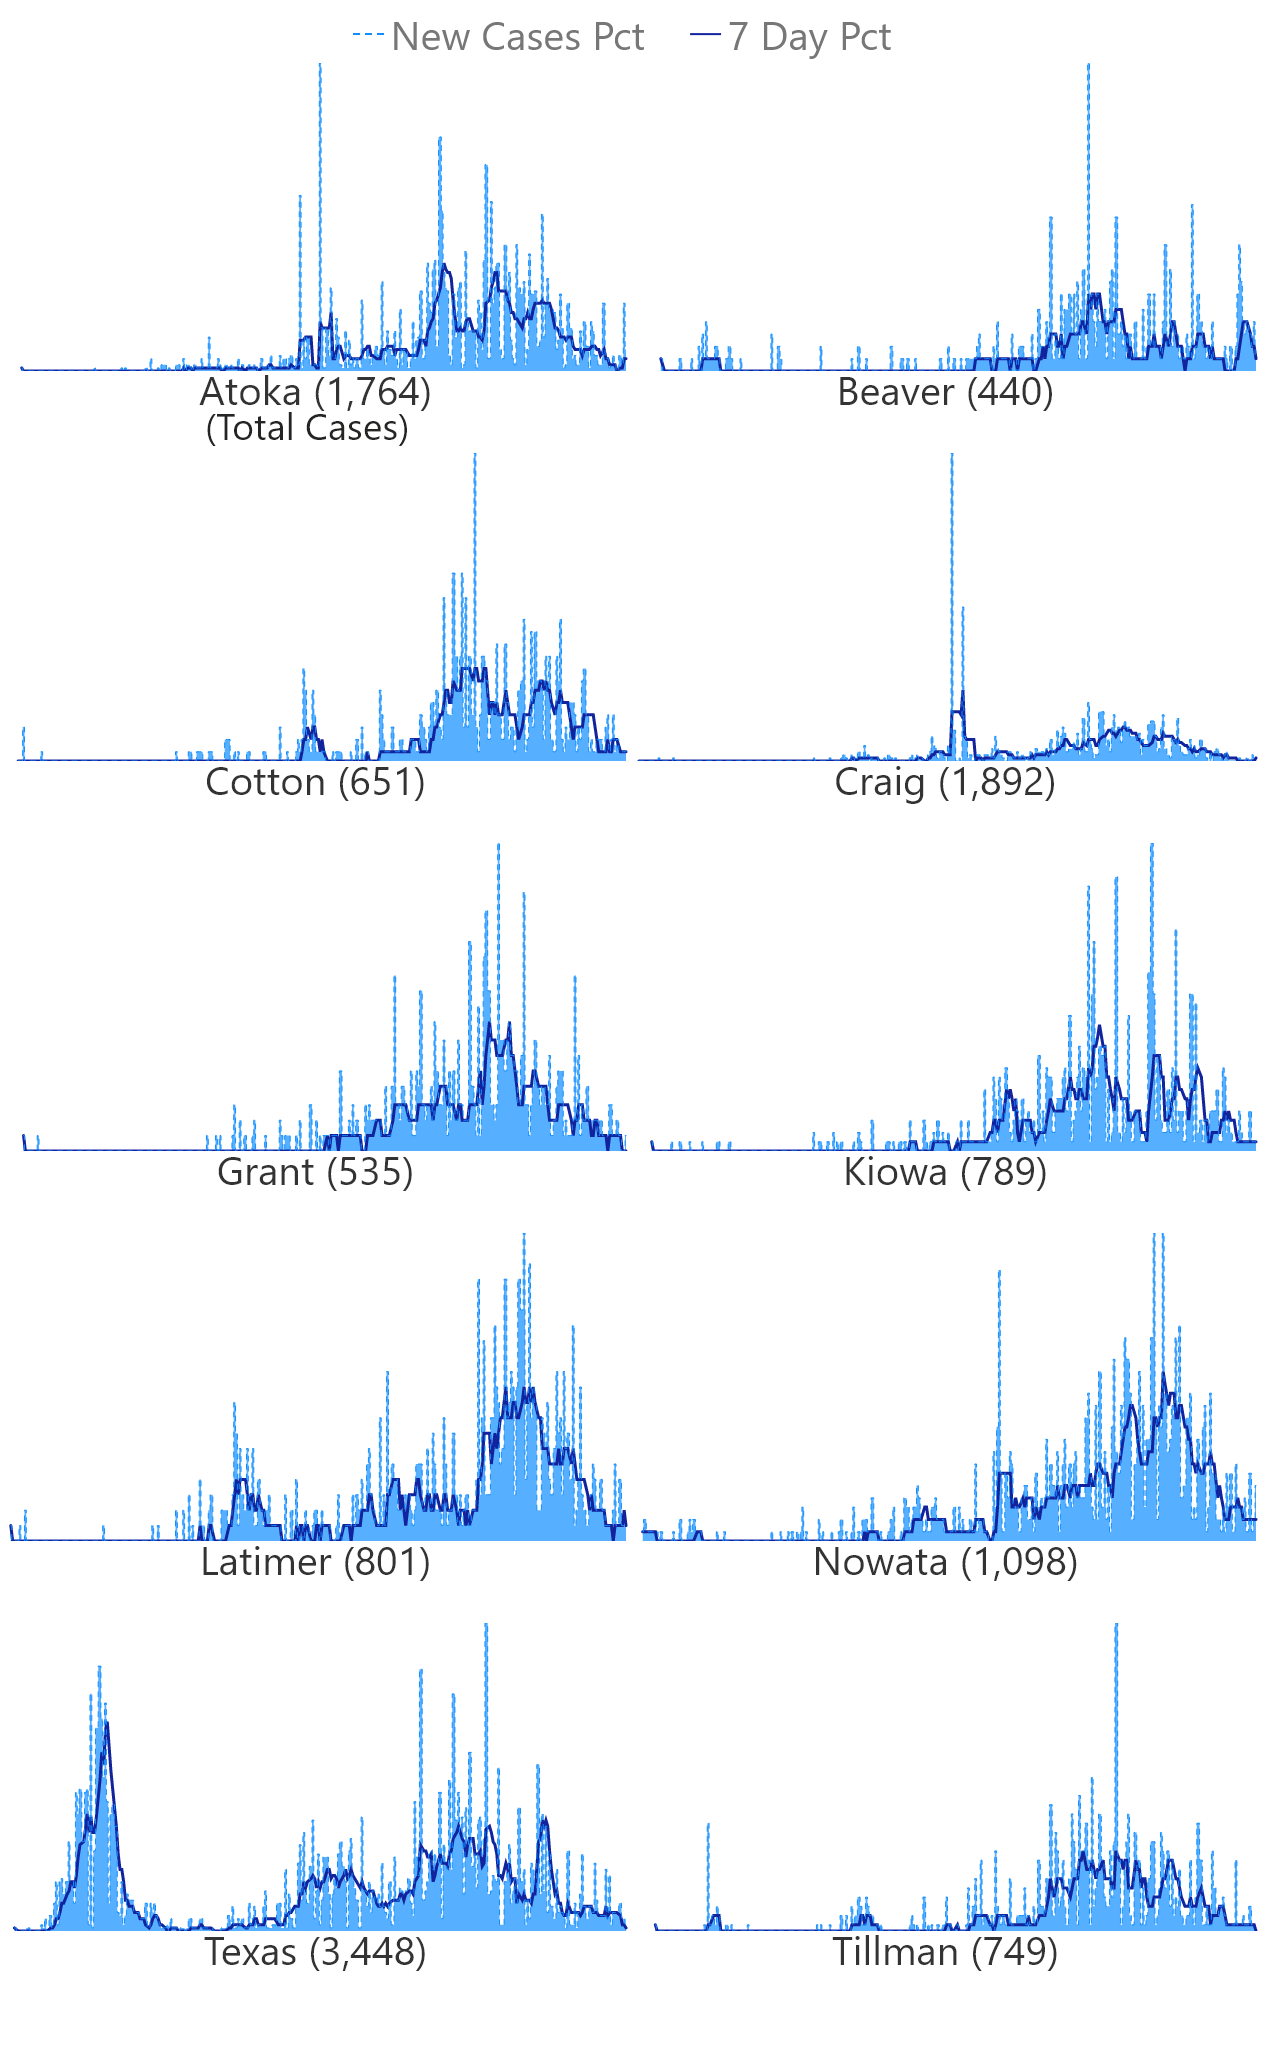 New Cases Pct 7 Day Pct
Atoka (1,764) Beaver (440)
(Total Cases)
Cotton (651) Craig (1,892)
Grant (535) Kiowa (789)
Latimer (801) Nowata (1,098)
Texas (3,448) Tillman (749)